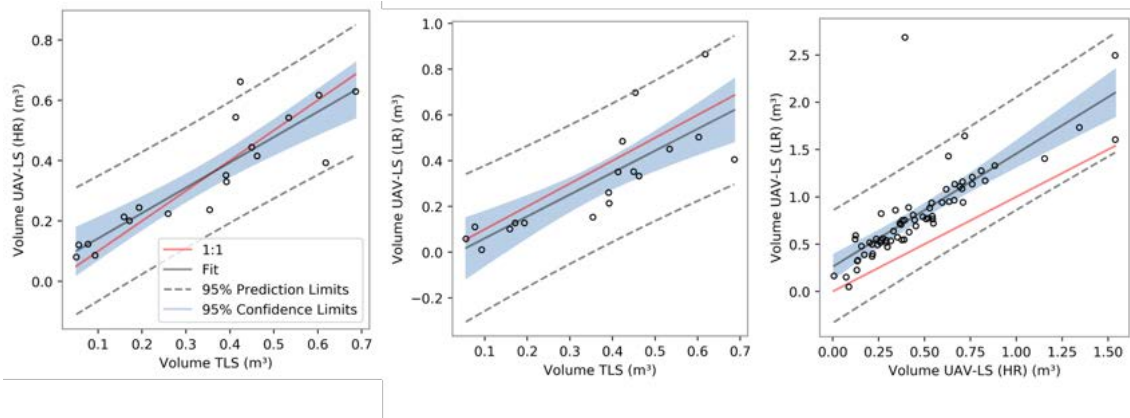 0.8
0.6
0.4
0.2
0.0
Volume UAV-LS (HR) (m³)
0.1 0.2 0.3 0.4 0.5 0.6 0.7
Volume TLS (m³)
1:1
Fit
95% Prediction Limits
95% Confidence Limits
1.0
0.8
0.6
0.4
0.2
0.0
−0.2
Volume UAV-LS (LR) (m³)
0.1 0.2 0.3 0.4 0.5 0.6 0.7
Volume TLS (m³)
2.5
2.0
1.5
1.0
0.5
0.0
Volume UAV-LS (LR) (m³)
0.00 0.25 0.50 0.75 1.00 1.25 1.50
Volume UAV-LS (HR) (m³)